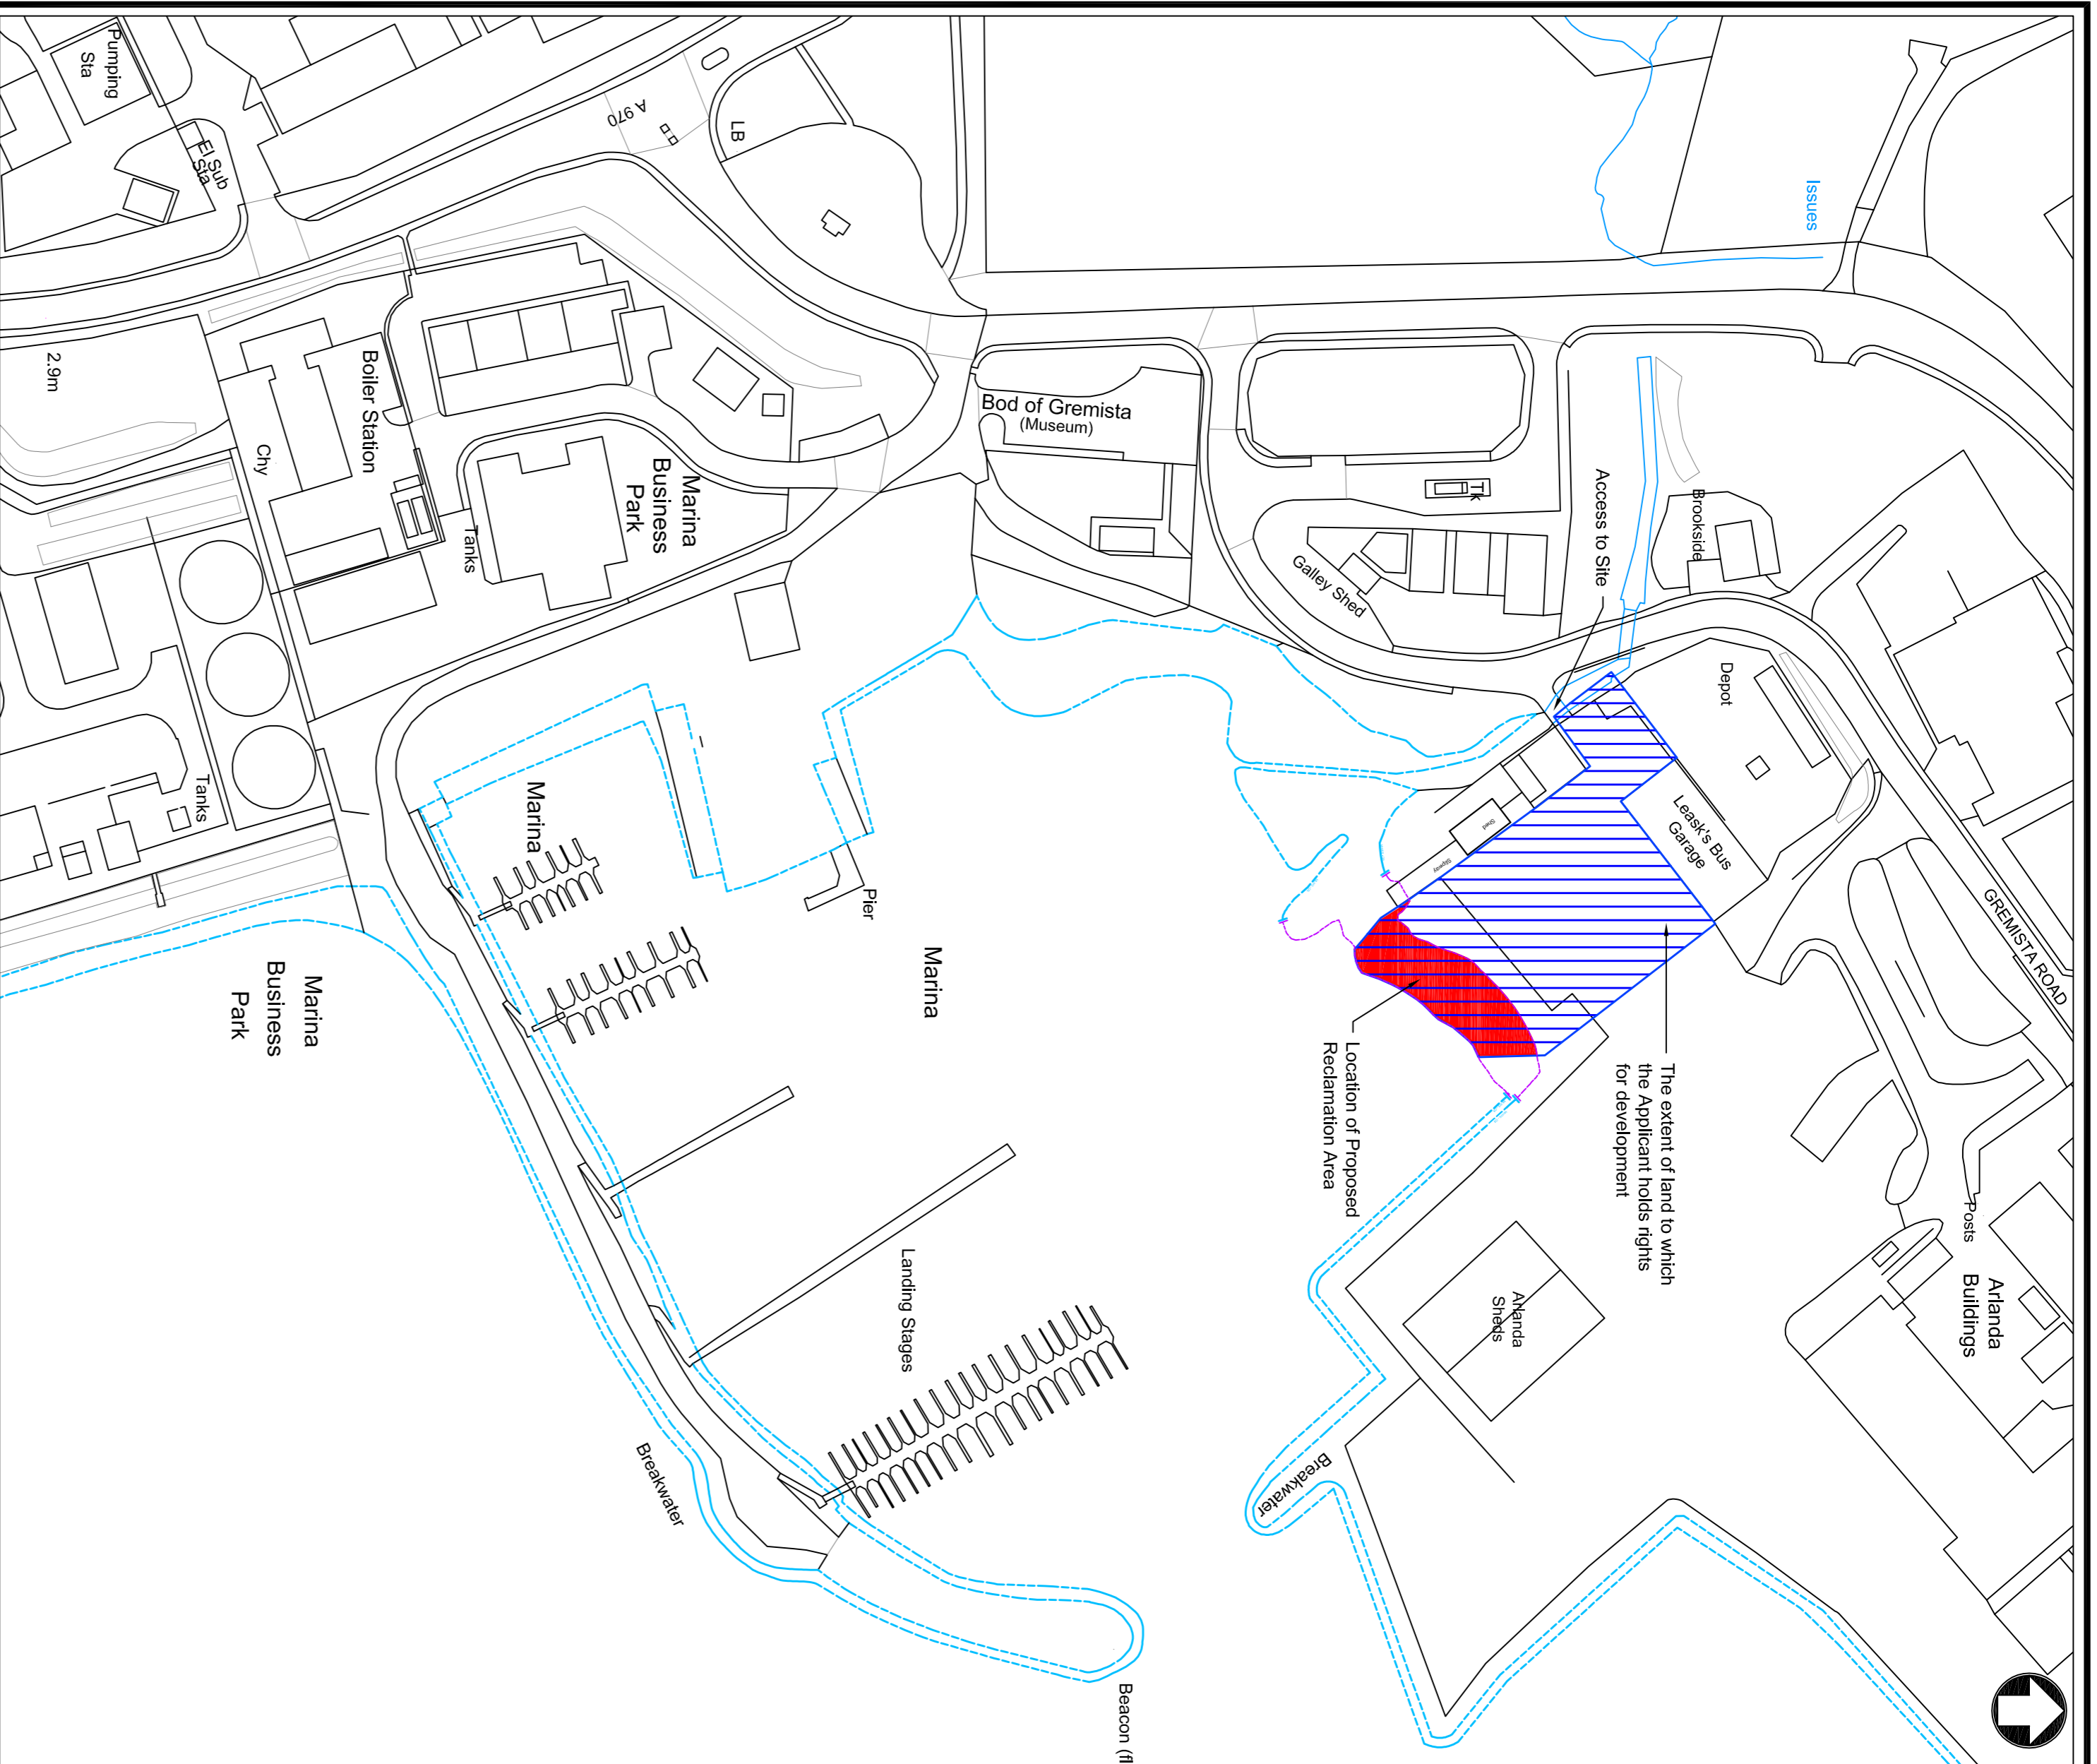 Pumping
Sta
El Sub
Sta
A 970
LB
Issues
2.9m
Boiler Station
Chy
Tanks
Marina
Business
Park
Bod of Gremista
(Museum)
Tk
Galley Shed
Access to Site
Brookside
Depot
Leask's Bus
Garage
GREMISTA ROAD
Shed
Slipway
Tanks
Marina
Pier
Marina
Marina
Business
Park
Location of Proposed
Reclamation Area
The extent of land to which
the Applicant holds rights
for development
Posts
Arlanda
Buildings
Arlanda
Sheds
Landing Stages
Breakwater
Breakwater
Beacon (fl